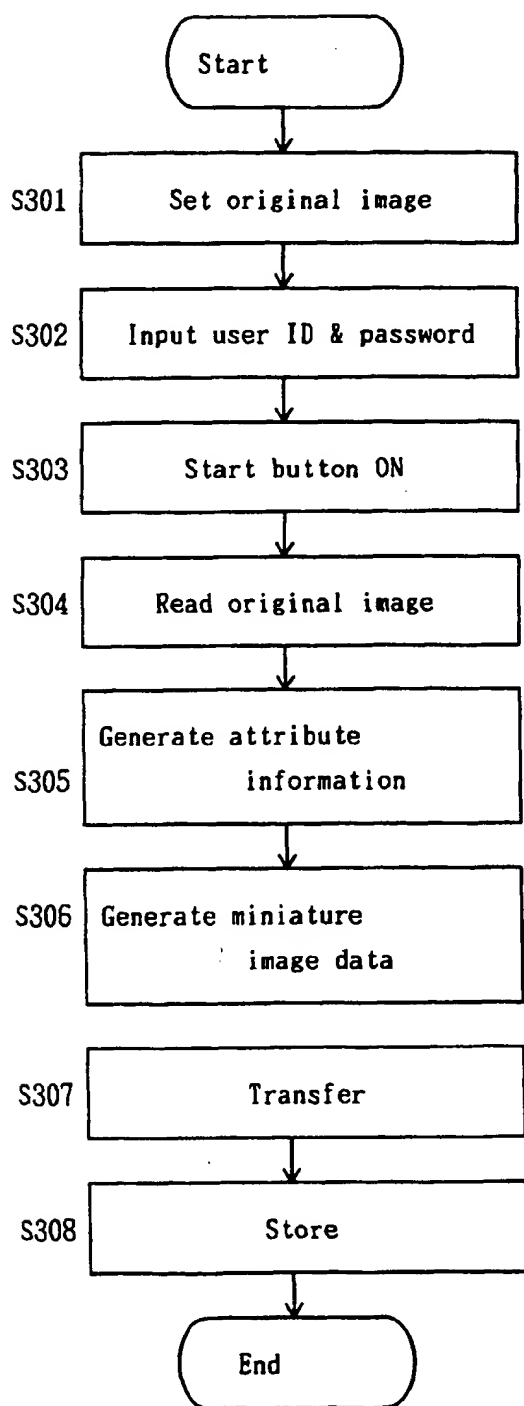 Start
S301 Set original image
S302 Input user ID & password
S303 Start button ON
S304 Read original image
Generate attribute
S305 information
S306 Generate miniature
image data
S307 Transfer
S308 Store
End